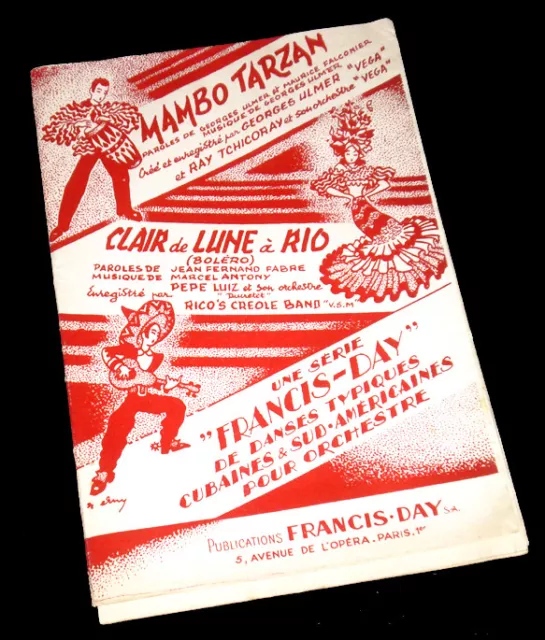 MAMBO TARZAN
PAROLES DE GEORGES ULMER et MAURICE FALCONIER
MUSIQUE DE GEORGES ULMER
Créé et enregistré par GEORGES ULMER "VEGA"
et RAY TCHICORAY et son orchestre "VEGA"
CLAIR de LUNE à RIO
(BOLÉRO)
PAROLES DE JEAN FERNAND FABRE
MUSIQUE DE MARCEL ANTONY
Enregistré par PEPE LUIZ et son orchestre
"Ducretet"
RICO'S CREOLE BAND "V.S.M
UNE SÉRIE
"FRANCIS-DAY"
DE DANSES TYPIQUES
CUBAINES & SUD-AMÉRICAINES
POUR ORCHESTRE
PUBLICATIONS FRANCIS-DAY S.A.
5, AVENUE DE L'OPÉRA. PARIS. 1er